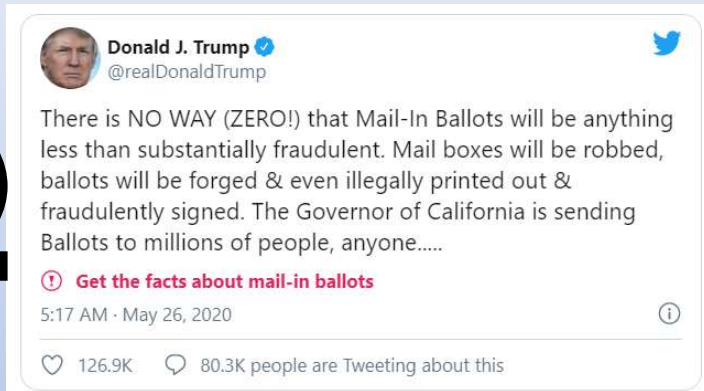 Donald J. Trump
@realDonaldTrump
There is NO WAY (ZERO!) that Mail-In Ballots will be anything
less than substantially fraudulent. Mail boxes will be robbed,
ballots will be forged & even illegally printed out &
fraudulently signed. The Governor of California is sending
Ballots to millions of people, anyone.....
Get the facts about mail-in ballots
5:17 AM · May 26, 2020
126.9K 80.3K people are Tweeting about this